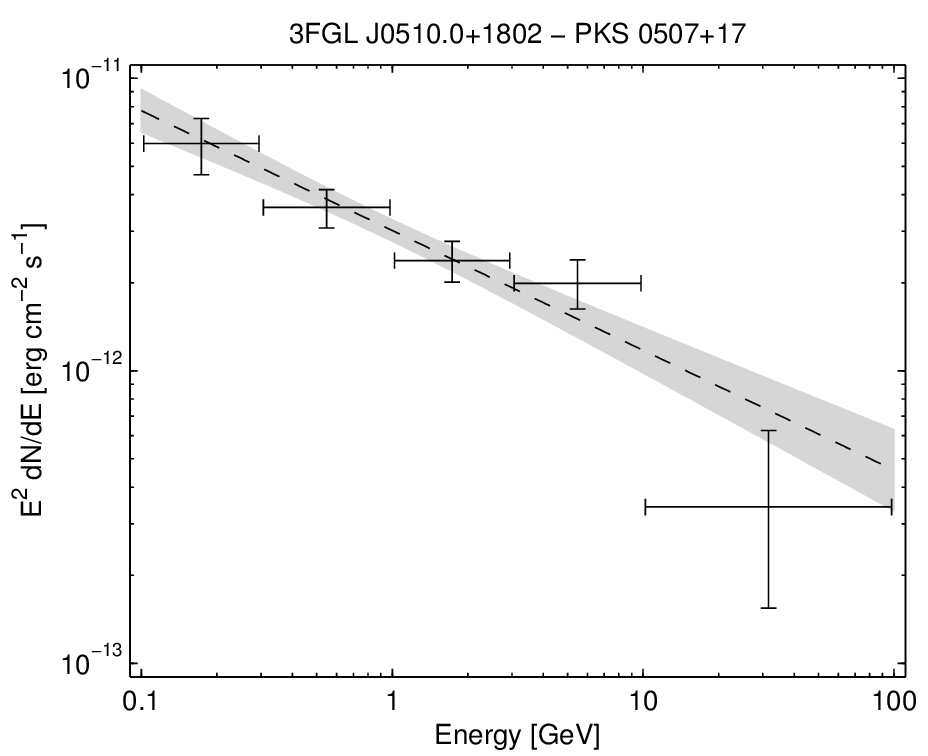 3FGL J0510.0+1802 − PKS 0507+17
10⁻¹¹
10⁻¹²
10⁻¹³
E² dN/dE [erg cm⁻² s⁻¹]
0.1 1 10 100
Energy [GeV]